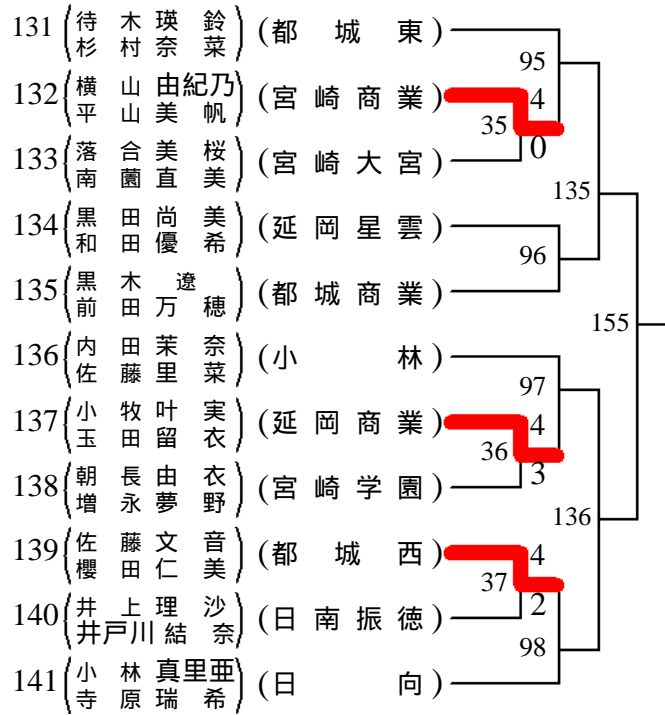 131 待木瑛鈴 (都城東)
杉村奈菜
95
132 横山由紀乃 (宮崎商業) 4
平山美帆
35
0
133 落合美桜 (宮崎大宮)
南薗直美
135
134 黒田尚美 (延岡星雲)
和田優希
96
135 黒木遼 (都城商業)
前田万穂
155
136 内田茉奈 (小林)
佐藤里菜
97
137 小牧叶実 (延岡商業) 4
玉田留衣
36
3
138 朝長由衣 (宮崎学園)
増永夢野
136
139 佐藤文音 (都城西) 4
櫻田仁美
37
2
140 井上理沙 (日南振徳)
井戸川結奈
98
141 小林真里亜 (日向)
寺原瑞希